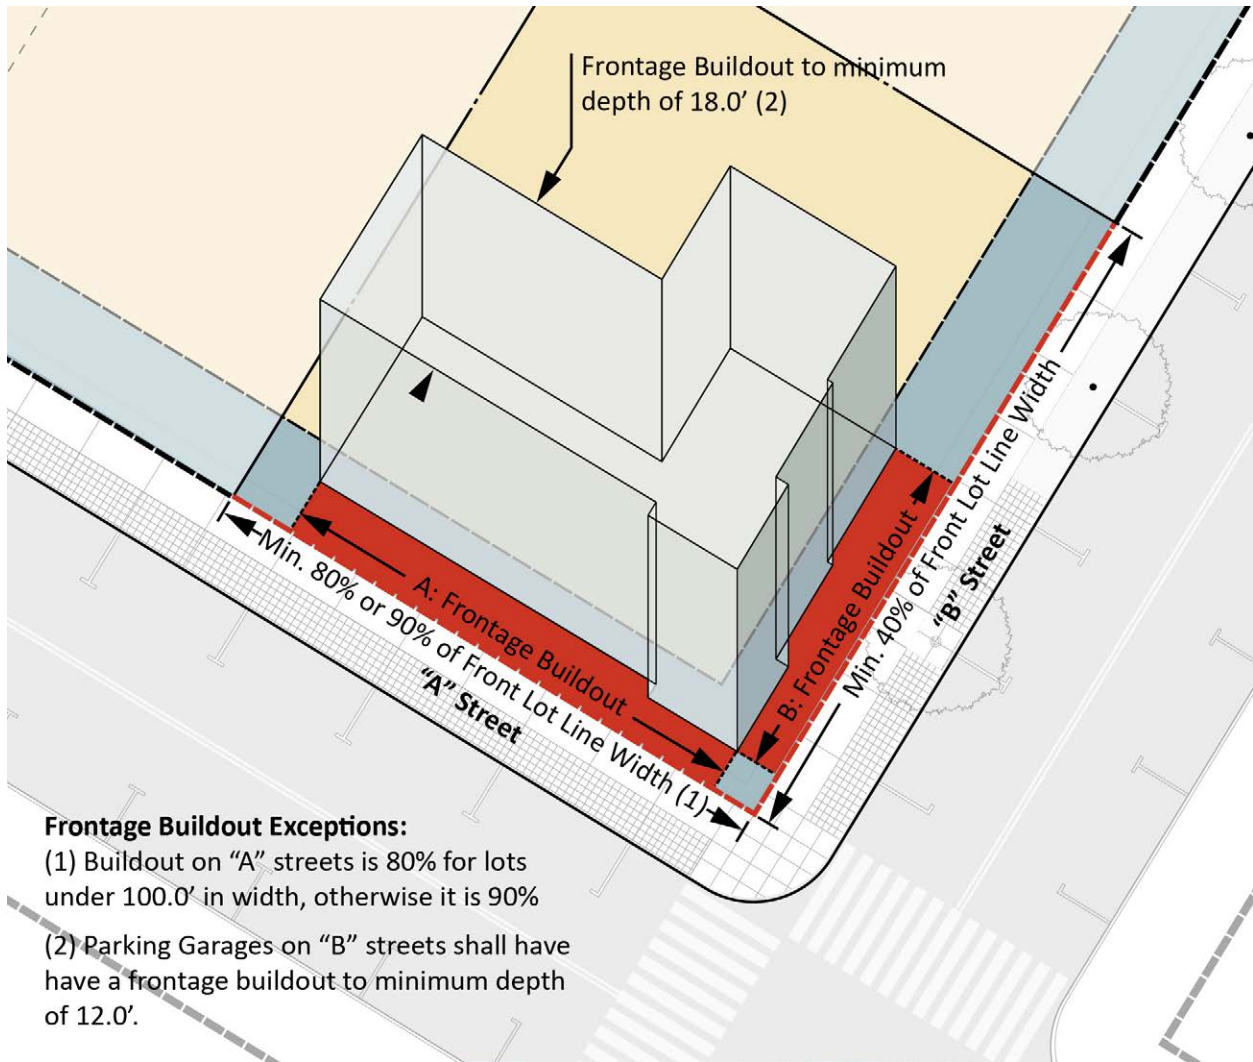 Frontage Buildout to minimum
depth of 18.0’ (2)
A: Frontage Buildout
Min. 80% or 90% of Front Lot Line Width (1)
“A” Street
B: Frontage Buildout
Min. 40% of Front Lot Line Width
“B” Street
Frontage Buildout Exceptions:
(1) Buildout on “A” streets is 80% for lots
under 100.0’ in width, otherwise it is 90%
(2) Parking Garages on “B” streets shall have
have a frontage buildout to minimum depth
of 12.0’.